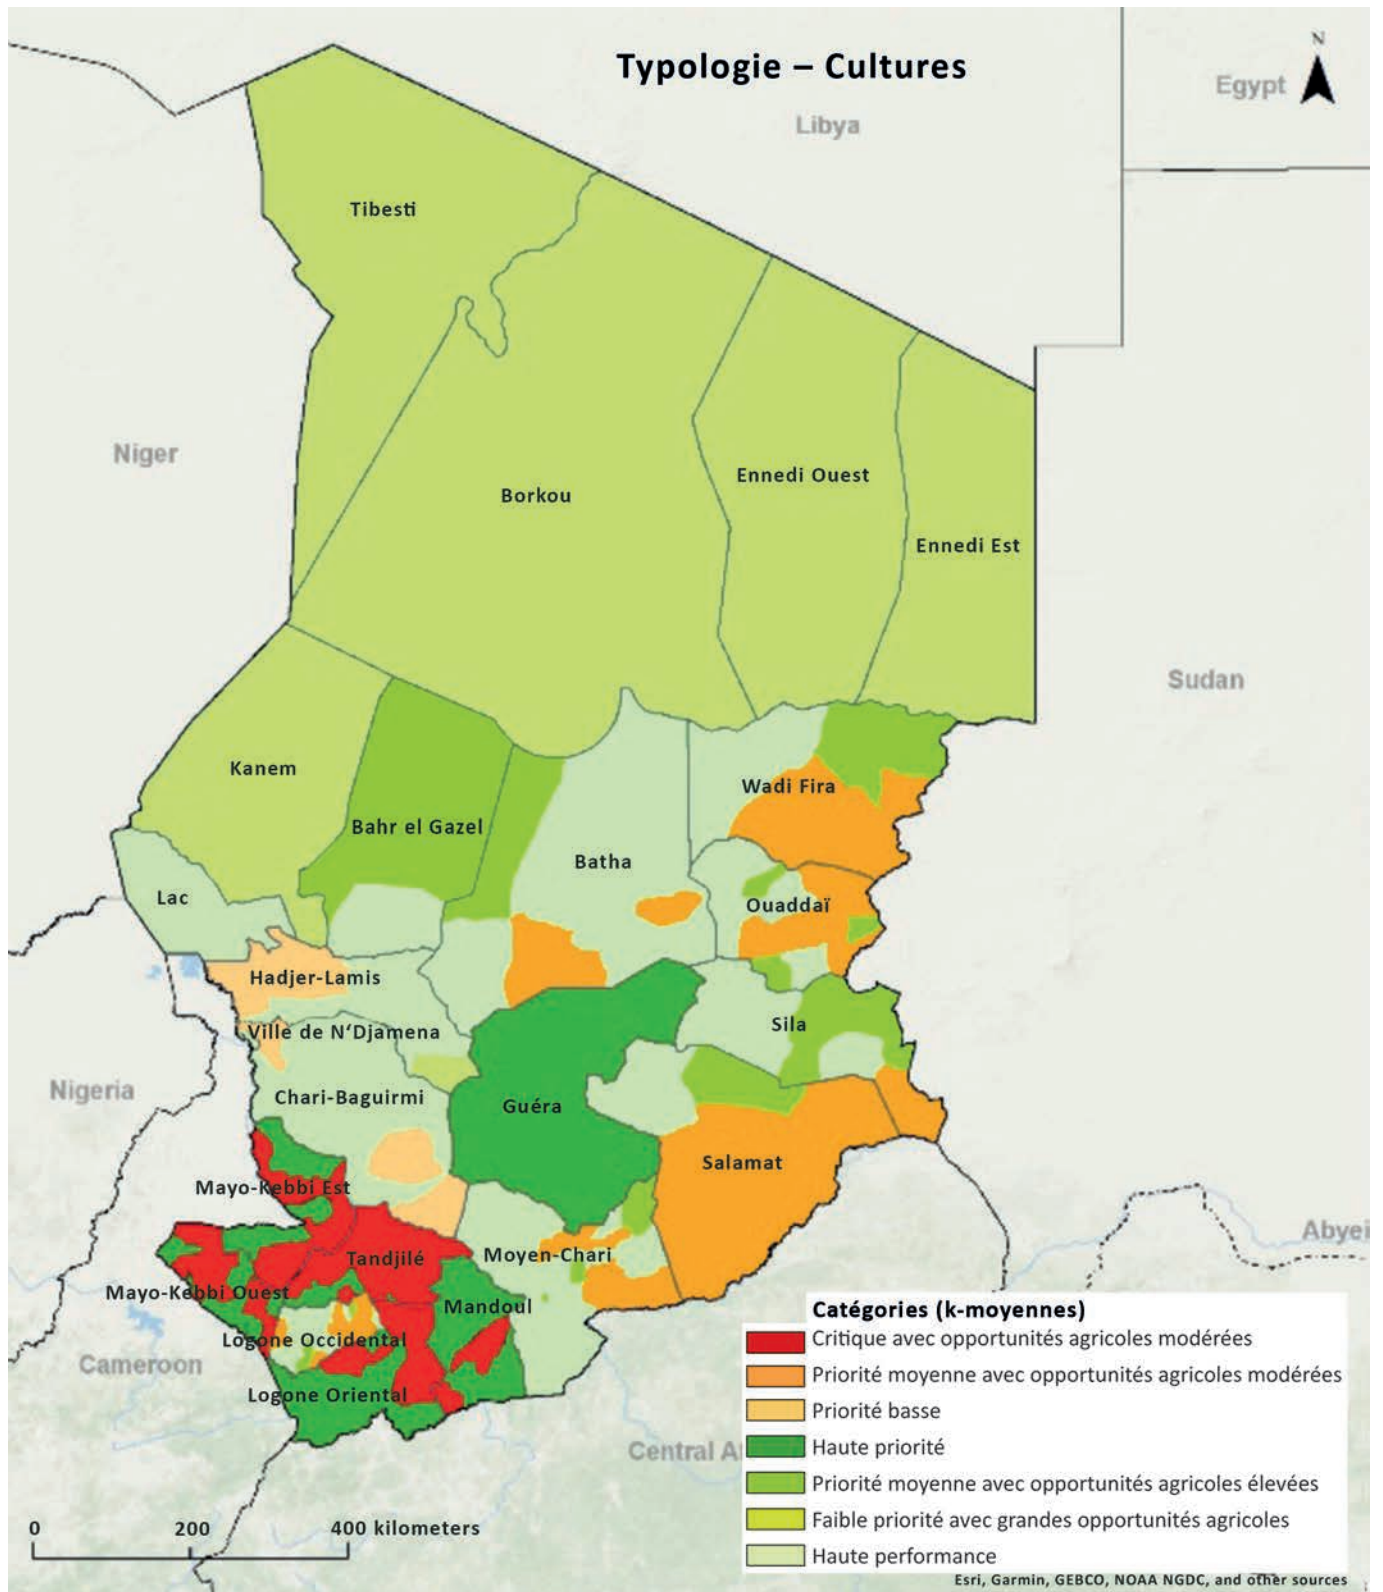 Typologie – Cultures
N
Egypt
Libya
Tibesti
Niger
Borkou
Ennedi Ouest
Ennedi Est
Sudan
Kanem
Wadi Fira
Bahr el Gazel
Batha
Lac
Ouaddaï
Hadjer-Lamis
Sila
Ville de N‘Djamena
Nigeria
Chari-Baguirmi
Guéra
Salamat
Mayo-Kebbi Est
Abyei
Moyen-Chari
Tandjilé
Mayo-Kebbi Ouest
Mandoul
Logone Occidental
Cameroon
Logone Oriental
Central A
Catégories (k-moyennes)
Critique avec opportunités agricoles modérées
Priorité moyenne avec opportunités agricoles modérées
Priorité basse
Haute priorité
Priorité moyenne avec opportunités agricoles élevées
Faible priorité avec grandes opportunités agricoles
Haute performance
0 200 400 kilometers
Esri, Garmin, GEBCO, NOAA NGDC, and other sources